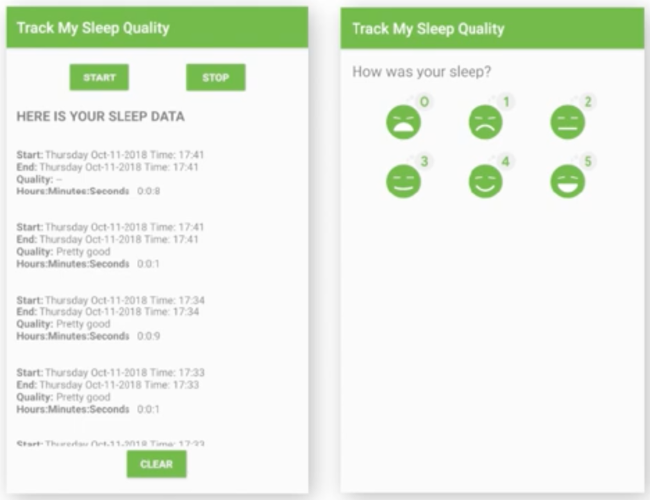 Track My Sleep Quality
START STOP
HERE IS YOUR SLEEP DATA
Start: Thursday Oct-11-2018 Time: 17:41
End: Thursday Oct-11-2018 Time: 17:41
Quality: --
Hours:Minutes:Seconds 0:0:8
Start: Thursday Oct-11-2018 Time: 17:41
End: Thursday Oct-11-2018 Time: 17:41
Quality: Pretty good
Hours:Minutes:Seconds 0:0:1
Start: Thursday Oct-11-2018 Time: 17:34
End: Thursday Oct-11-2018 Time: 17:34
Quality: Pretty good
Hours:Minutes:Seconds 0:0:9
Start: Thursday Oct-11-2018 Time: 17:33
End: Thursday Oct-11-2018 Time: 17:33
Quality: Pretty good
Hours:Minutes:Seconds 0:0:1
Start: Thursday Oct-11-2018 Time: 17:33
CLEAR
Track My Sleep Quality
How was your sleep?
0 1 2
3 4 5